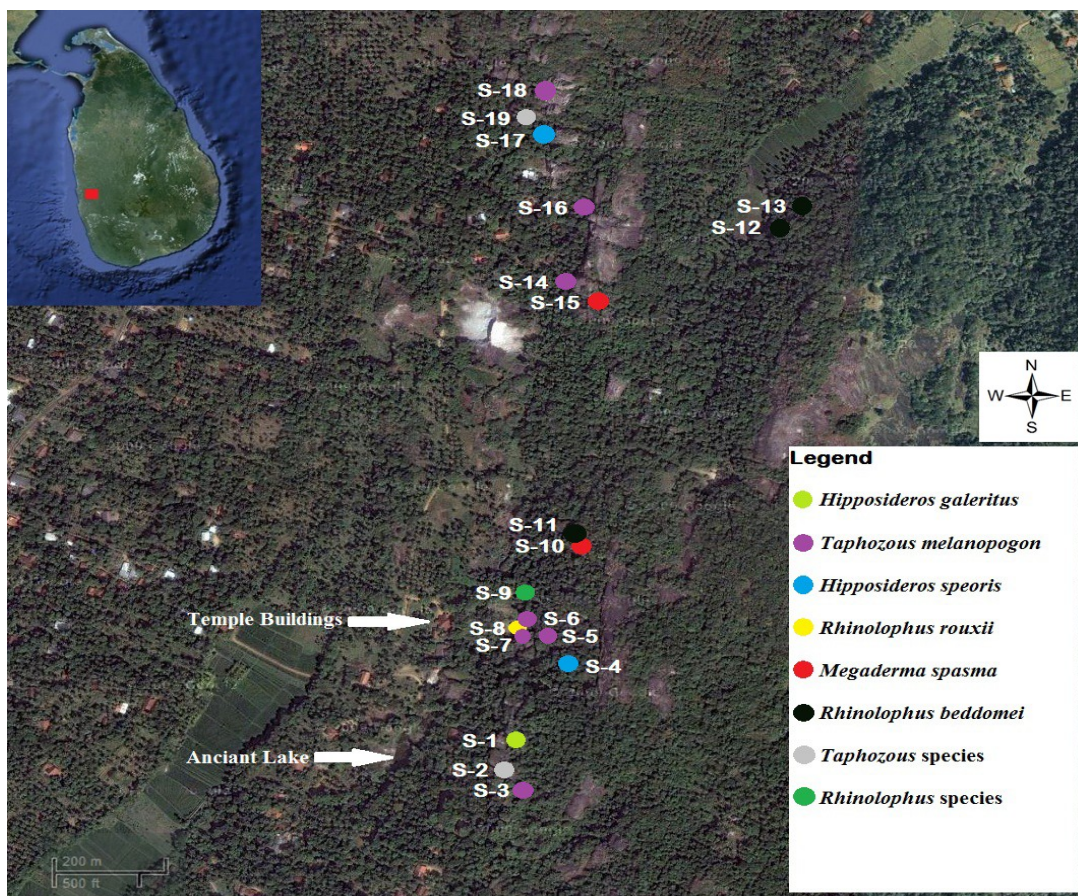 S-18
S-19
S-17
S-16
S-13
S-12
S-14
S-15
N
W E
S
Legend
Hipposideros galeritus
Taphozous melanopogon
Hipposideros speoris
Rhinolophus rouxii
Megaderma spasma
Rhinolophus beddomei
Taphozous species
Rhinolophus species
S-11
S-10
S-9
Temple Buildings
S-6
S-8
S-5
S-7
S-4
S-1
Anciant Lake
S-2
S-3
200 m
500 ft